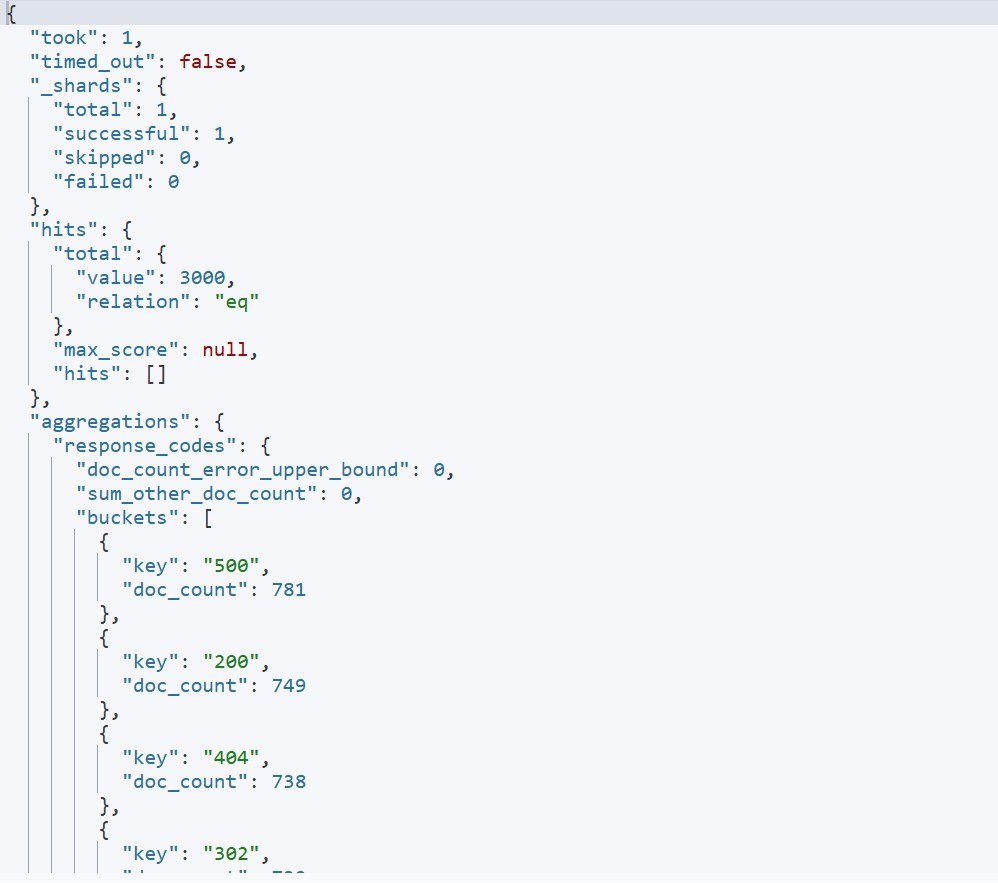 {
  "took": 1,
  "timed_out": false,
  "_shards": {
    "total": 1,
    "successful": 1,
    "skipped": 0,
    "failed": 0
  },
  "hits": {
    "total": {
      "value": 3000,
      "relation": "eq"
    },
    "max_score": null,
    "hits": []
  },
  "aggregations": {
    "response_codes": {
      "doc_count_error_upper_bound": 0,
      "sum_other_doc_count": 0,
      "buckets": [
        {
          "key": "500",
          "doc_count": 781
        },
        {
          "key": "200",
          "doc_count": 749
        },
        {
          "key": "404",
          "doc_count": 738
        },
        {
          "key": "302",